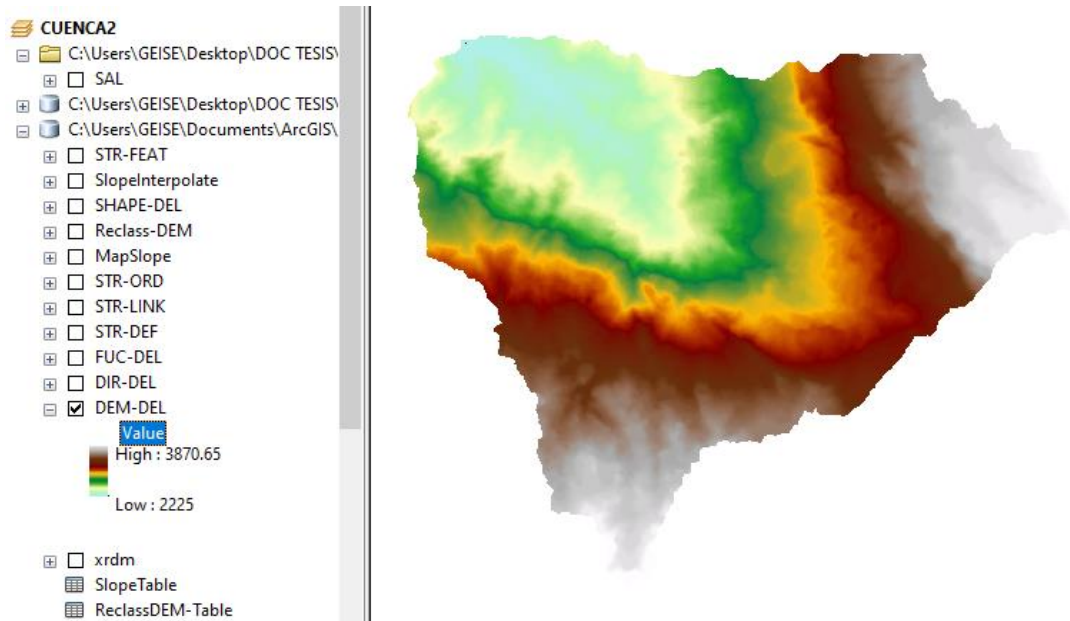 CUENCA2
C:\Users\GEISE\Desktop\DOC TESIS\
SAL
C:\Users\GEISE\Desktop\DOC TESIS\
C:\Users\GEISE\Documents\ArcGIS\
STR-FEAT
SlopeInterpolate
SHAPE-DEL
Reclass-DEM
MapSlope
STR-ORD
STR-LINK
STR-DEF
FUC-DEL
DIR-DEL
DEM-DEL
Value
High : 3870.65
Low : 2225
xrdm
SlopeTable
ReclassDEM-Table